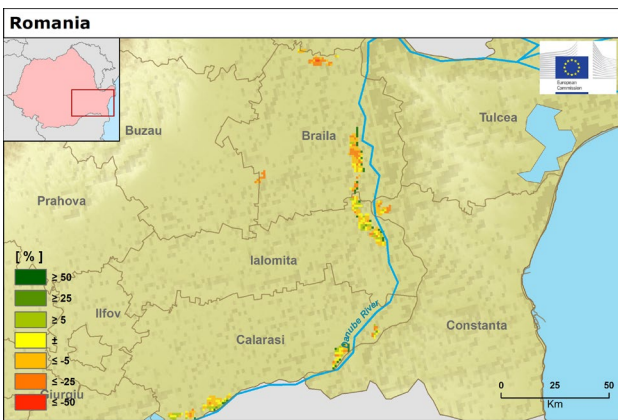 Romania
European
Commission
Tulcea
Buzau
Braila
Prahova
Ialomita
[ % ]
≥ 50
≥ 25
≥ 5
±
≤ -5
≤ -25
≤ -50
Ilfov
Calarasi
Danube River
Constanta
Giurgiu
0 25 50
Km